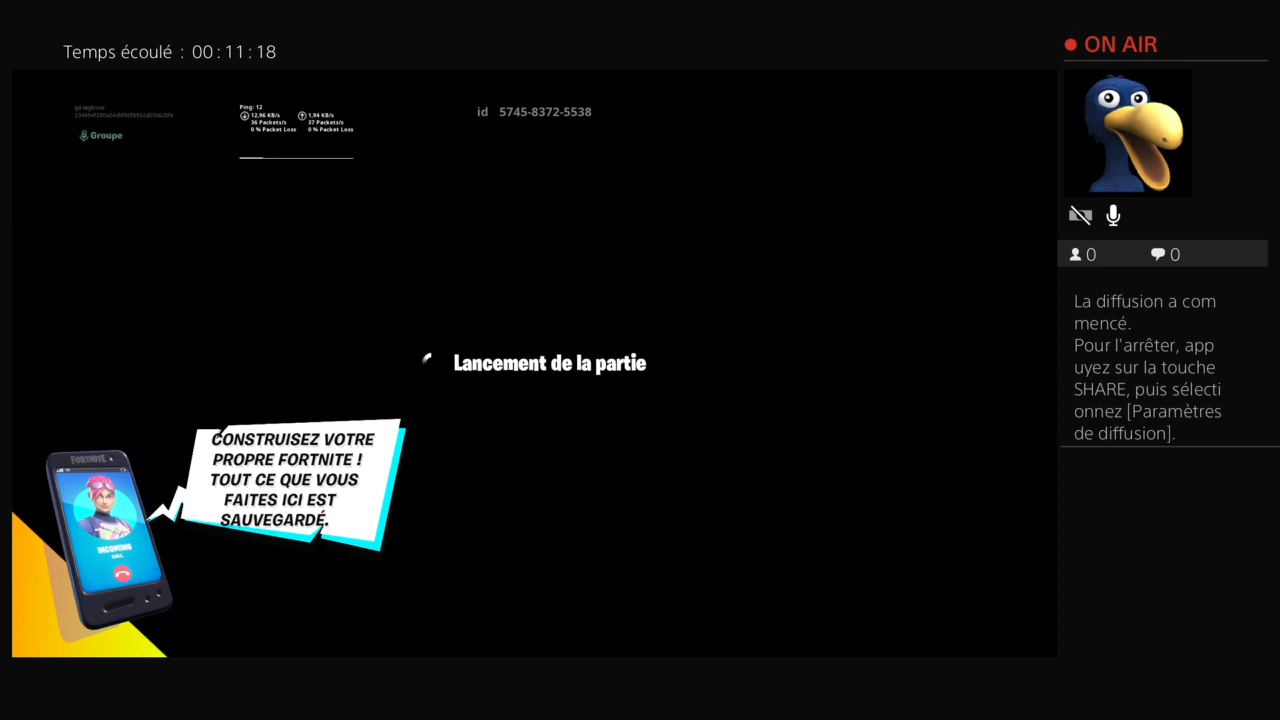 Temps écoulé : 00:11:18
ON AIR
Ping: 12
12,96 KB/s
1,94 KB/s
36 Packets/s
37 Packets/s
0 % Packet Loss
0 % Packet Loss
id 5745-8372-5538
Groupe
0
0
La diffusion a com
mencé.
Pour l'arrêter, app
uyez sur la touche
SHARE, puis sélecti
onnez [Paramètres
de diffusion].
Lancement de la partie
CONSTRUISEZ VOTRE
PROPRE FORTNITE !
TOUT CE QUE VOUS
FAITES ICI EST
SAUVEGARDÉ.
FORTNITE
INCOMING
CALL